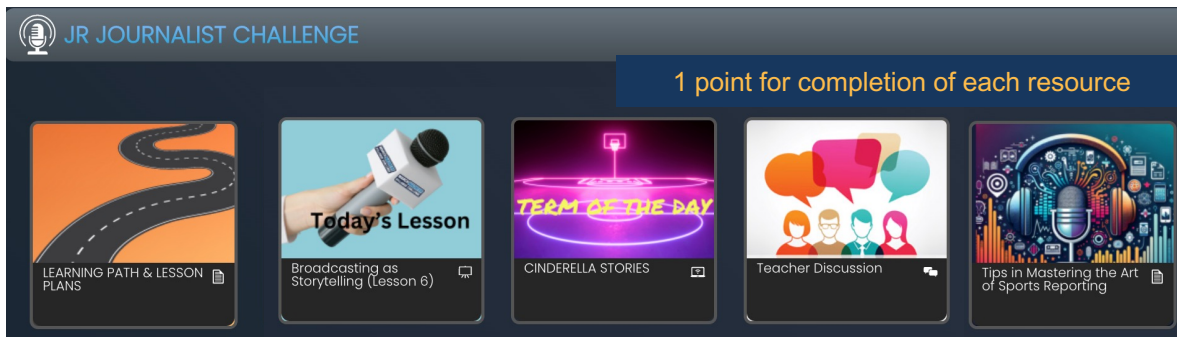 JR JOURNALIST CHALLENGE
1 point for completion of each resource
Today's Lesson
TERM OF THE DAY
LEARNING PATH & LESSON
PLANS
Broadcasting as
Storytelling (Lesson 6)
CINDERELLA STORIES
Teacher Discussion
Tips in Mastering the Art
of Sports Reporting